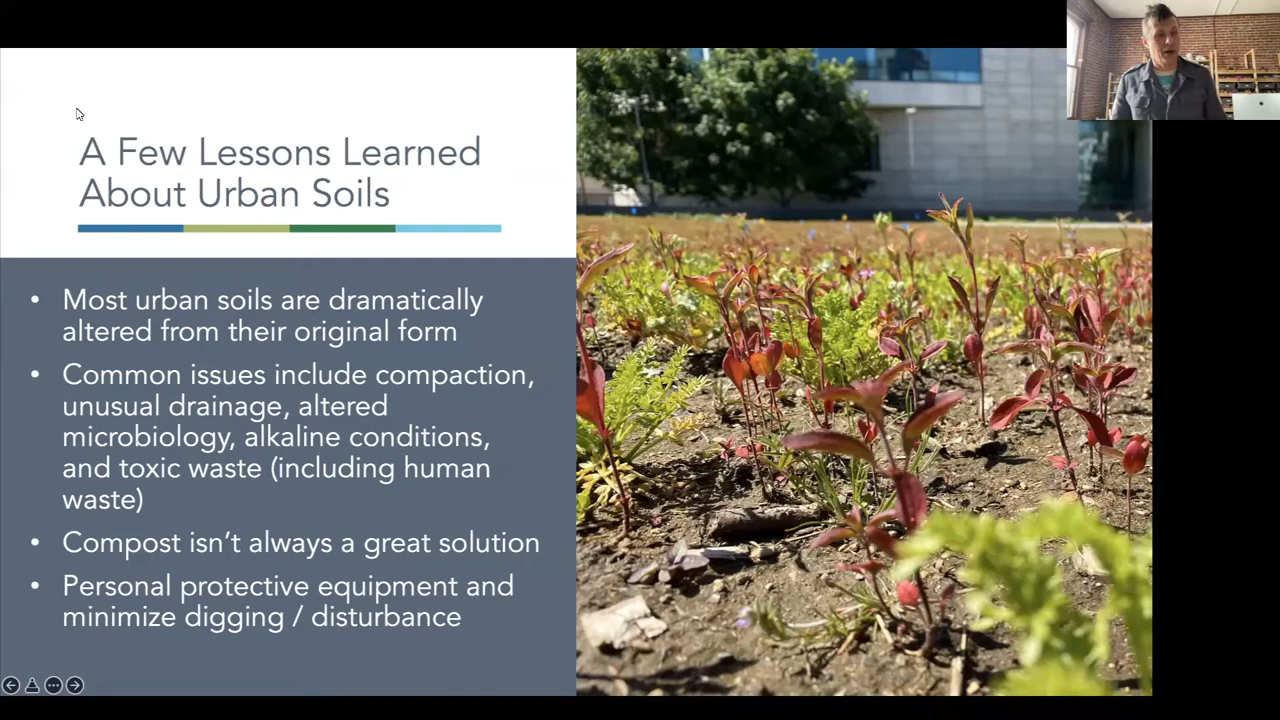 A Few Lessons Learned
About Urban Soils
• Most urban soils are dramatically
altered from their original form
• Common issues include compaction,
unusual drainage, altered
microbiology, alkaline conditions,
and toxic waste (including human
waste)
• Compost isn't always a great solution
• Personal protective equipment and
minimize digging / disturbance